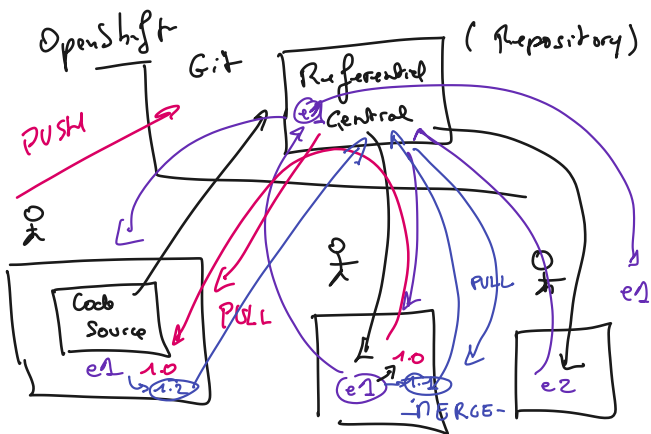 OpenShift
Git
(Repository)
Référentiel
e1
Central
PUSH
Code
Source
PULL
e1 1.0
1.2
1.0
e1
1.1
MERGE
PULL
e2
e1